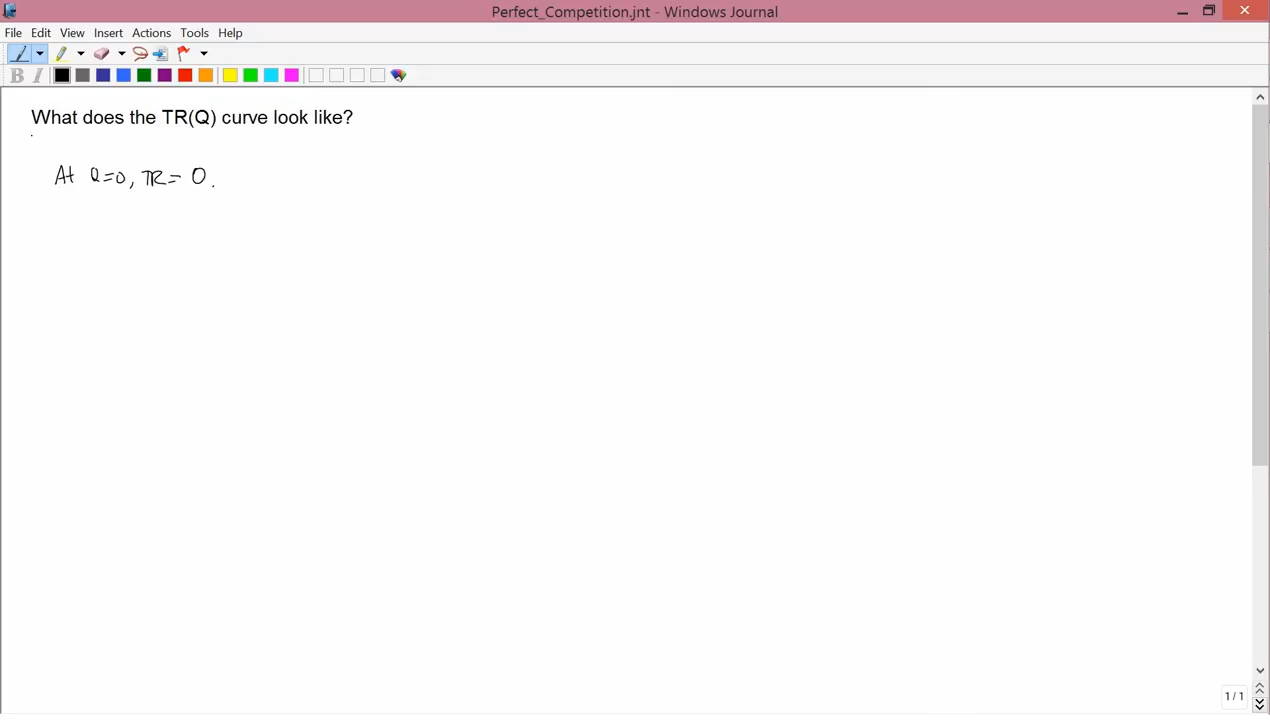 Perfect_Competition.jnt - Windows Journal
File Edit View Insert Actions Tools Help
B I
What does the TR(Q) curve look like?
At Q=0, TR= 0.
1 / 1